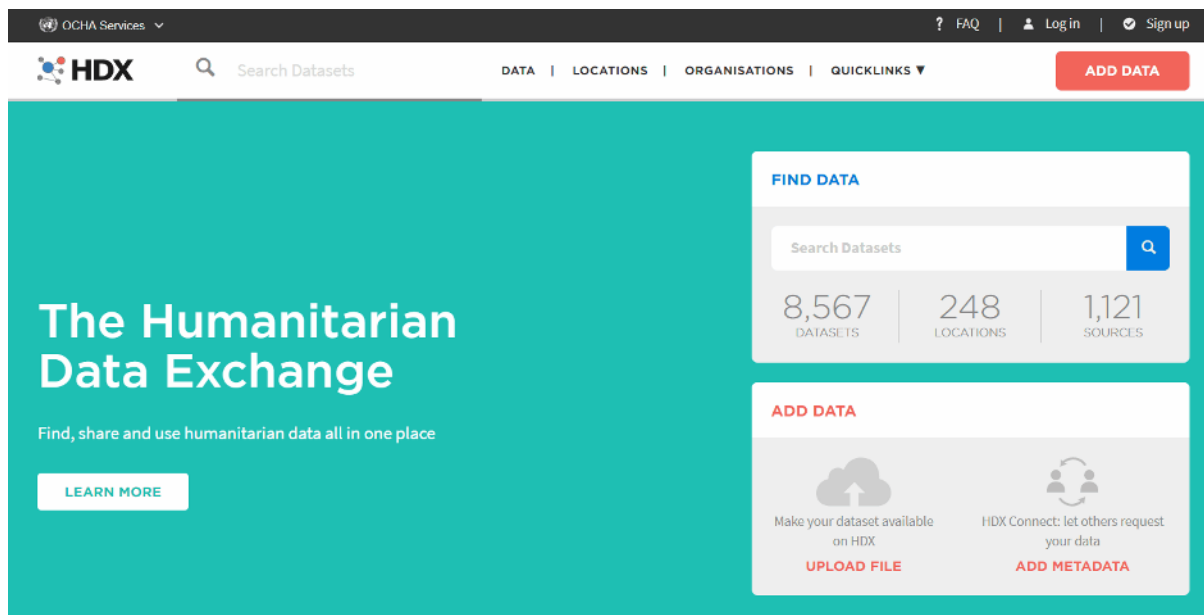 OCHA Services
? FAQ | Log in | Sign up
HDX
Search Datasets
DATA | LOCATIONS | ORGANISATIONS | QUICKLINKS ▼
ADD DATA
The Humanitarian
Data Exchange
Find, share and use humanitarian data all in one place
LEARN MORE
FIND DATA
Search Datasets
8,567 248 1,121
DATASETS LOCATIONS SOURCES
ADD DATA
Make your dataset available
on HDX
UPLOAD FILE
HDX Connect: let others request
your data
ADD METADATA